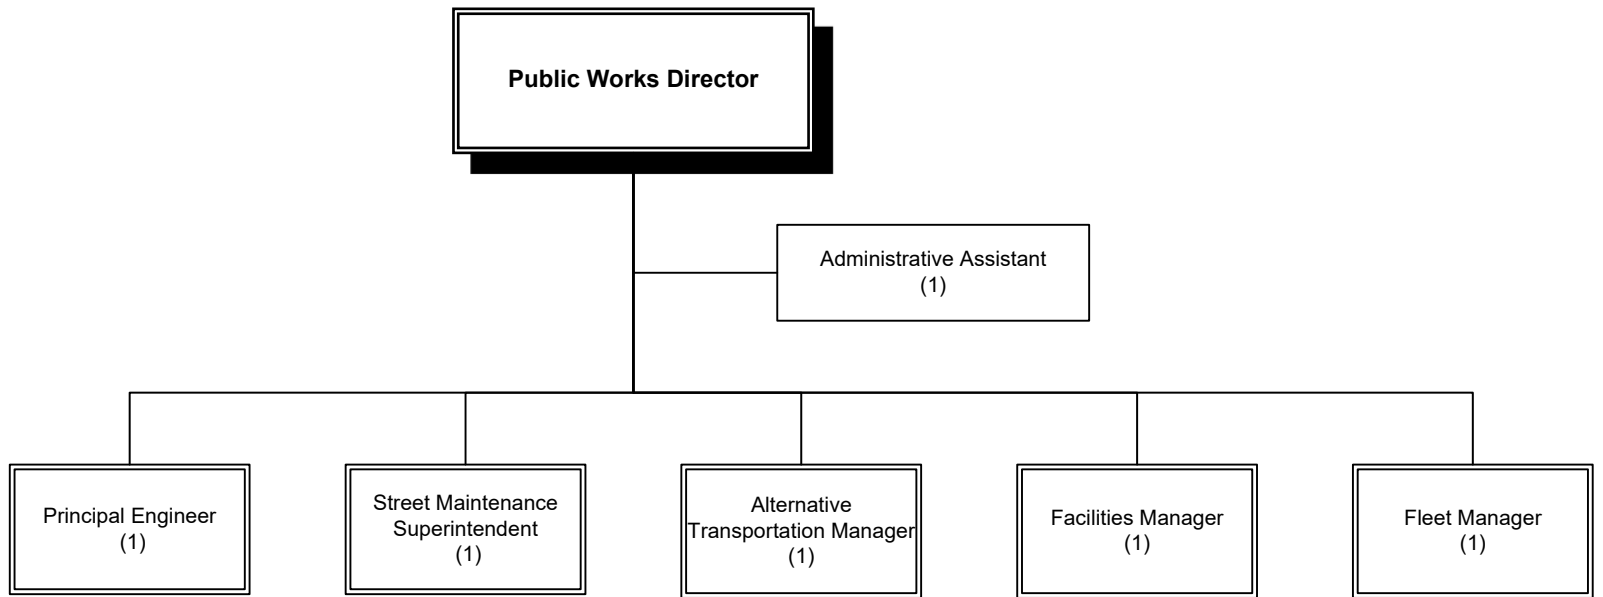 Public Works Director
Administrative Assistant
(1)
Principal Engineer
(1)
Street Maintenance
Superintendent
(1)
Alternative
Transportation Manager
(1)
Facilities Manager
(1)
Fleet Manager
(1)